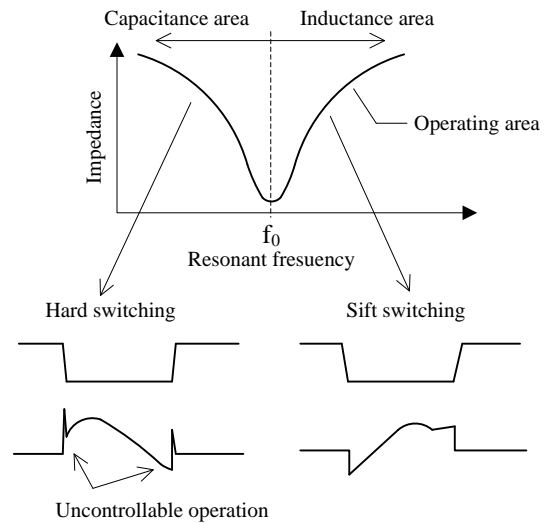 Capacitance area
Inductance area
Impedance
Operating area
f0
Resonant fresuency
Hard switching
Sift switching
Uncontrollable operation